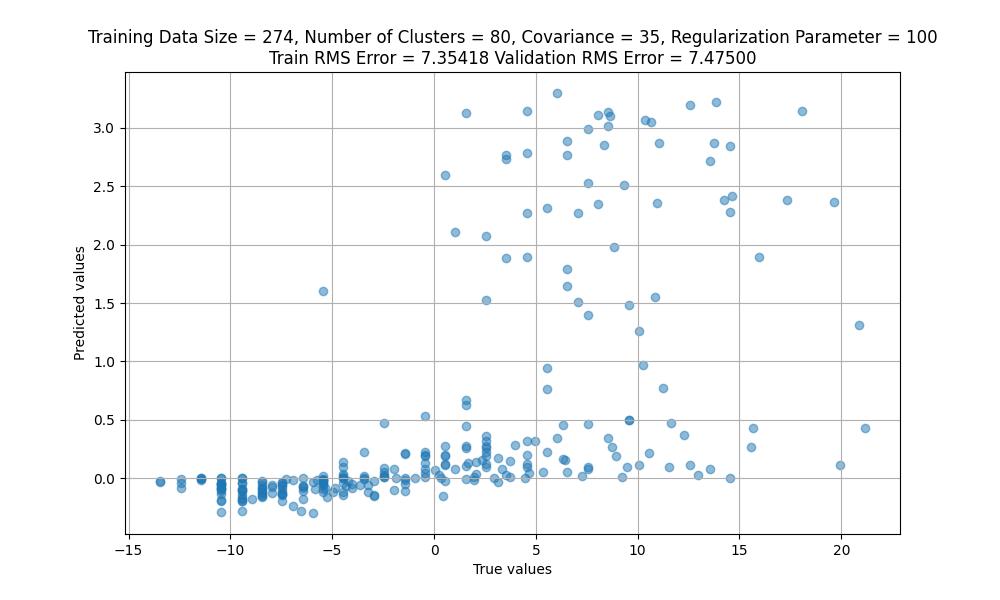 Training Data Size = 274, Number of Clusters = 80, Covariance = 35, Regularization Parameter = 100
Train RMS Error = 7.35418 Validation RMS Error = 7.47500
3.0
2.5
2.0
1.5
1.0
0.5
0.0
Predicted values
−15 −10 −5 0 5 10 15 20
True values